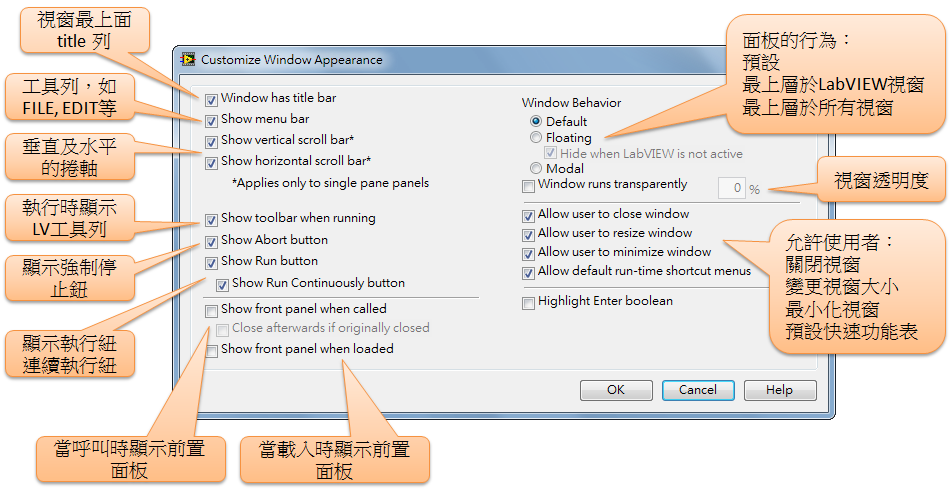 視窗最上面
title 列
工具列，如
FILE, EDIT等
垂直及水平
的捲軸
執行時顯示
LV工具列
顯示強制停
止鈕
顯示執行紐
連續執行紐
當呼叫時顯示前置
面板
當載入時顯示前置
面板
Customize Window Appearance
Window has title bar
Show menu bar
Show vertical scroll bar*
Show horizontal scroll bar*
*Applies only to single pane panels
Show toolbar when running
Show Abort button
Show Run button
Show Run Continuously button
Show front panel when called
Close afterwards if originally closed
Show front panel when loaded
Window Behavior
Default
Floating
Hide when LabVIEW is not active
Modal
Window runs transparently 0 %
Allow user to close window
Allow user to resize window
Allow user to minimize window
Allow default run-time shortcut menus
Highlight Enter boolean
OK Cancel Help
面板的行為：
預設
最上層於LabVIEW視窗
最上層於所有視窗
視窗透明度
允許使用者：
關閉視窗
變更視窗大小
最小化視窗
預設快速功能表